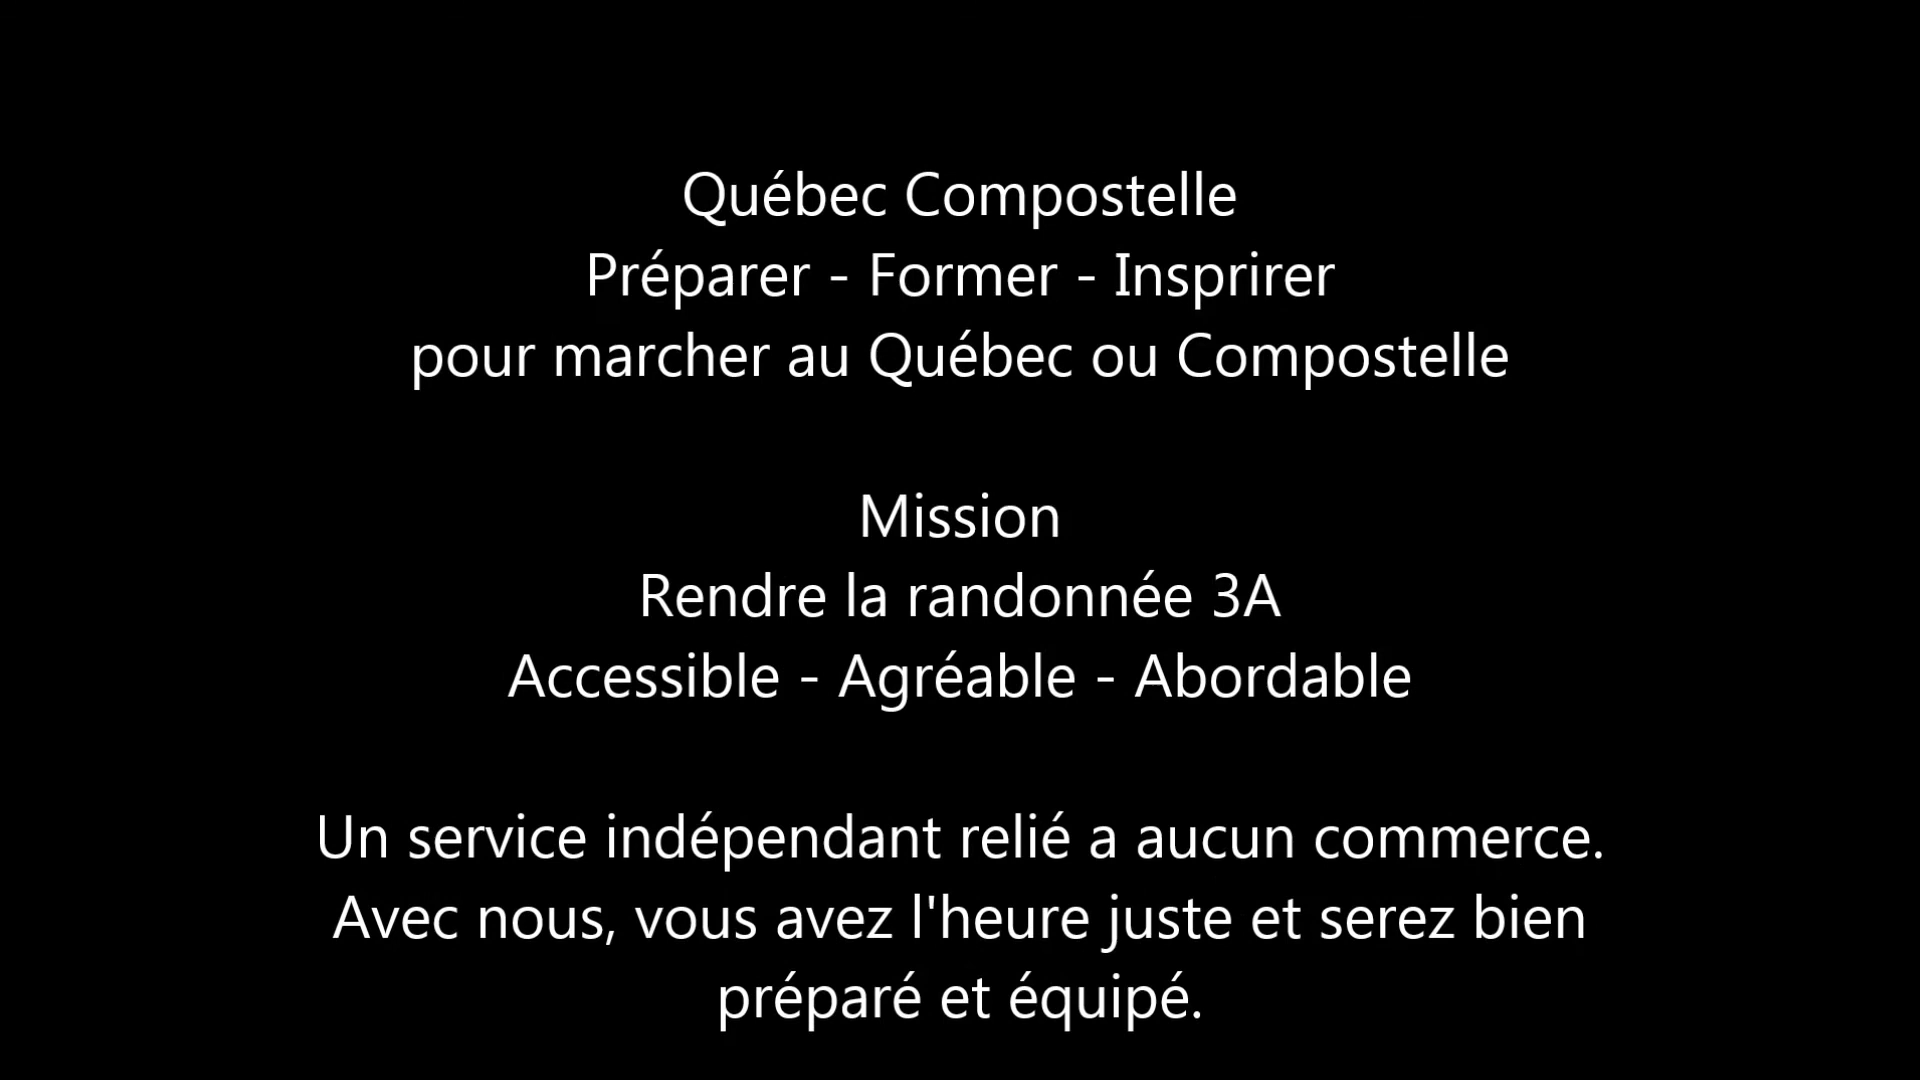 Québec Compostelle
Préparer - Former - Insprirer
pour marcher au Québec ou Compostelle
Mission
Rendre la randonnée 3A
Accessible - Agréable - Abordable
Un service indépendant relié a aucun commerce.
Avec nous, vous avez l'heure juste et serez bien
préparé et équipé.